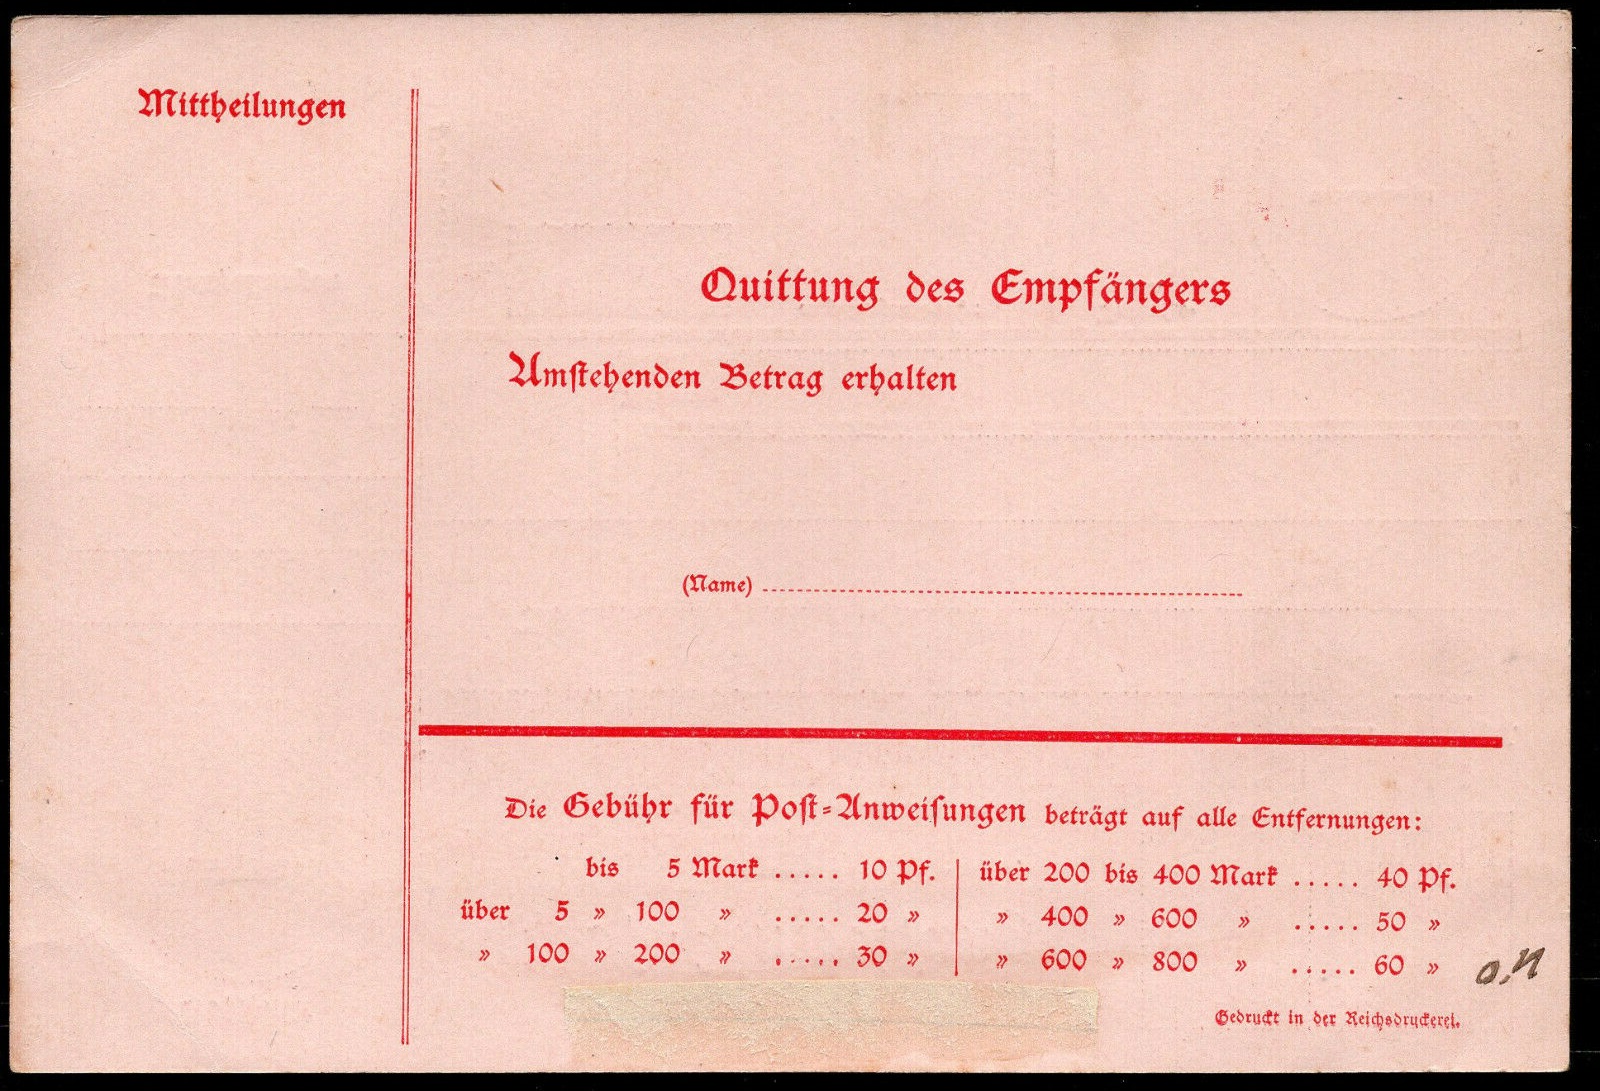 Mittheilungen
Quittung des Empfängers
Umstehenden Betrag erhalten
(Name)
Die Gebühr für Post-Anweisungen beträgt auf alle Entfernungen:
bis 5 Mark ..... 10 Pf. über 200 bis 400 Mark ..... 40 Pf.
über 5 » 100 » ..... 20 » » 400 » 600 » ..... 50 »
» 100 » 200 » ..... 30 » » 600 » 800 » ..... 60 »
Gedruckt in der Reichsdruckerei.